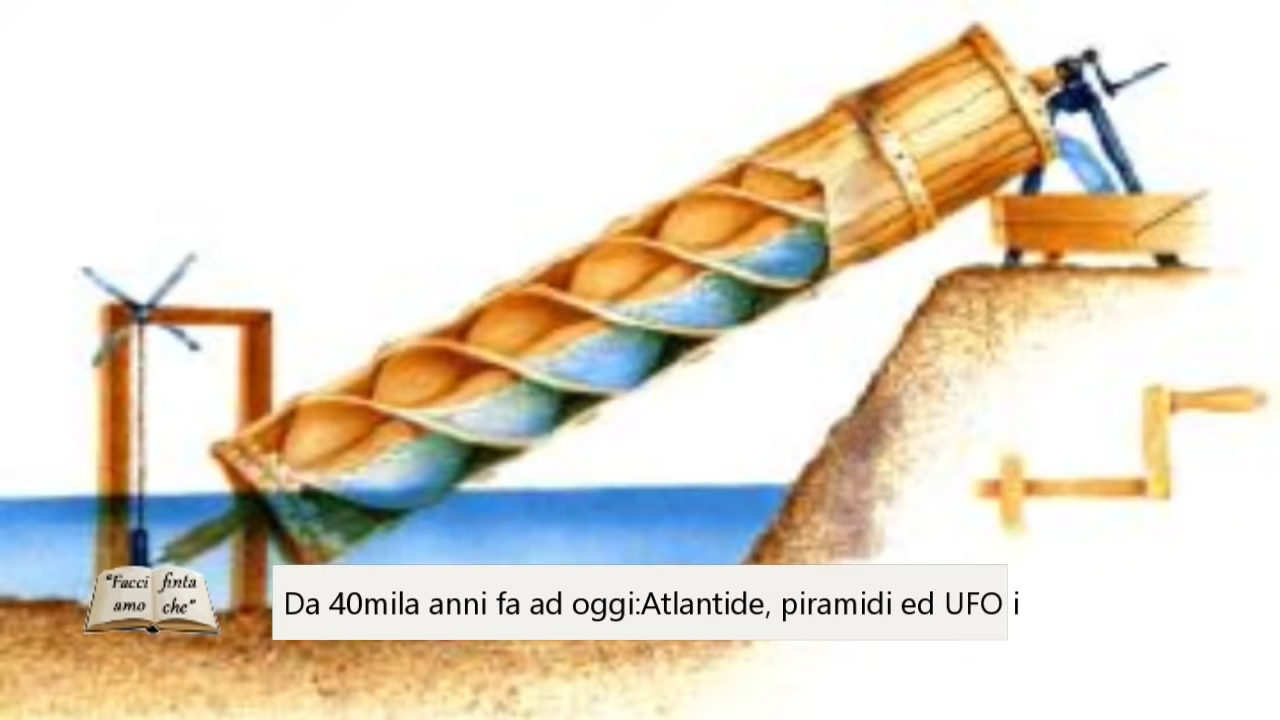 "Facci finta
amo che"
Da 40mila anni fa ad oggi:Atlantide, piramidi ed UFO i